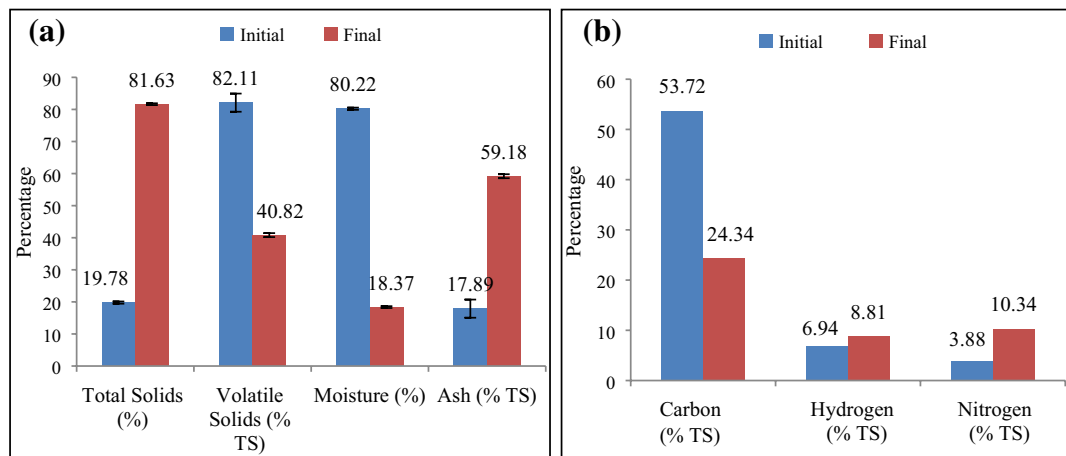 (a)
Initial Final
90
80
70
60
50
40
30
20
10
0
Percentage
19.78
81.63
82.11
40.82
80.22
18.37
17.89
59.18
Total Solids
(%)
Volatile
Solids (%
TS)
Moisture (%)
Ash (% TS)
(b)
Initial Final
60
50
40
30
20
10
0
Percentage
53.72
24.34
6.94
8.81
3.88
10.34
Carbon
(% TS)
Hydrogen
(% TS)
Nitrogen
(% TS)